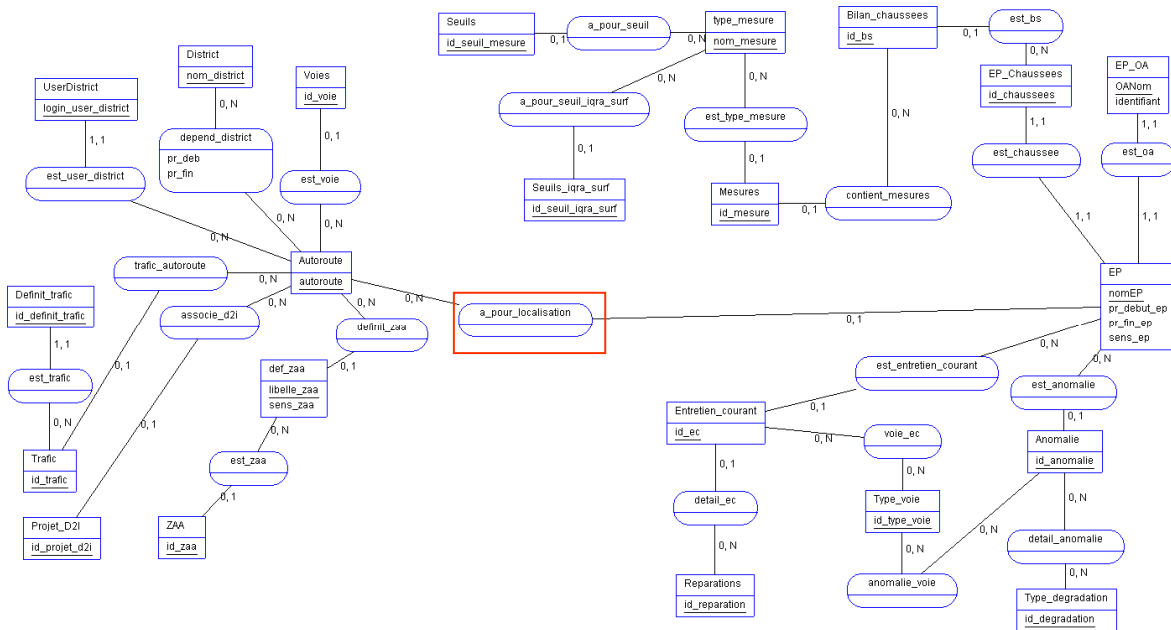 Seuils
id_seuil_mesure
0, 1
a_pour_seuil
0, N
type_mesure
nom_mesure
Bilan_chaussees
id_bs
0, 1
est_bs
0, N
District
nom_district
0, N
UserDistrict
login_user_district
1, 1
Voies
id_voie
0, 1
a_pour_seuil_iqra_surf
0, N
0, 1
0, N
est_type_mesure
0, N
EP_Chaussees
id_chaussees
1, 1
EP_OA
OANom
identifiant
1, 1
depend_district
pr_deb
pr_fin
0, N
est_user_district
0, N
est_voie
0, N
Seuils_iqra_surf
id_seuil_iqra_surf
Mesures
id_mesure
0, 1
contient_mesures
est_chaussee
1, 1
est_oa
1, 1
trafic_autoroute
0, N
Autoroute
autoroute
0, N
a_pour_localisation
0, 1
EP
nomEP
pr_debut_ep
pr_fin_ep
sens_ep
Definit_trafic
id_definit_trafic
1, 1
associe_d2i
0, N
0, N
definit_zaa
0, 1
0, 1
est_trafic
0, N
def_zaa
libelle_zaa
sens_zaa
0, N
0, N
est_entretien_courant
0, 1
0, N
est_anomalie
0, 1
Entretien_courant
id_ec
0, N
voie_ec
0, N
Anomalie
id_anomalie
Trafic
id_trafic
0, 1
est_zaa
0, 1
0, 1
detail_ec
0, N
Type_voie
id_type_voie
0, N
0, N
0, N
detail_anomalie
0, N
Projet_D2I
id_projet_d2i
ZAA
id_zaa
Reparations
id_reparation
anomalie_voie
Type_degradation
id_degradation